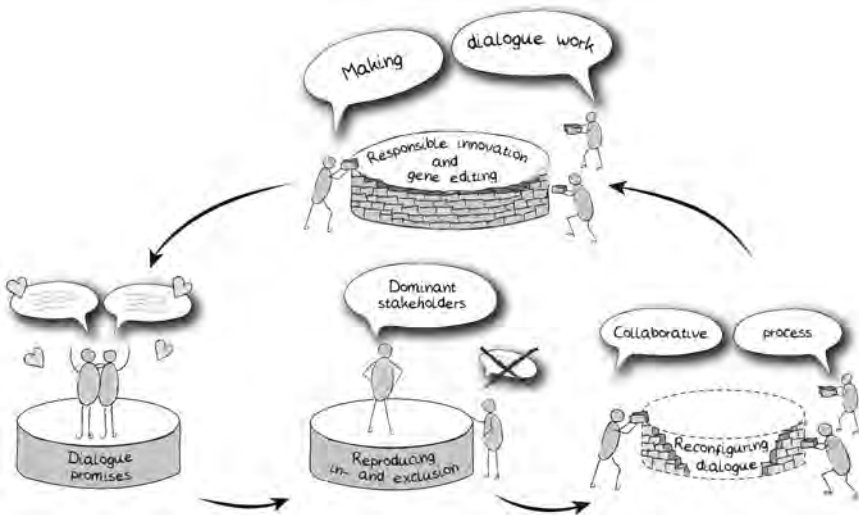 Making
dialogue work
Responsible innovation
and
gene editing
Dialogue
promises
Dominant
stakeholders
Reproducing
in- and exclusion
Collaborative
process
Reconfiguring
dialogue